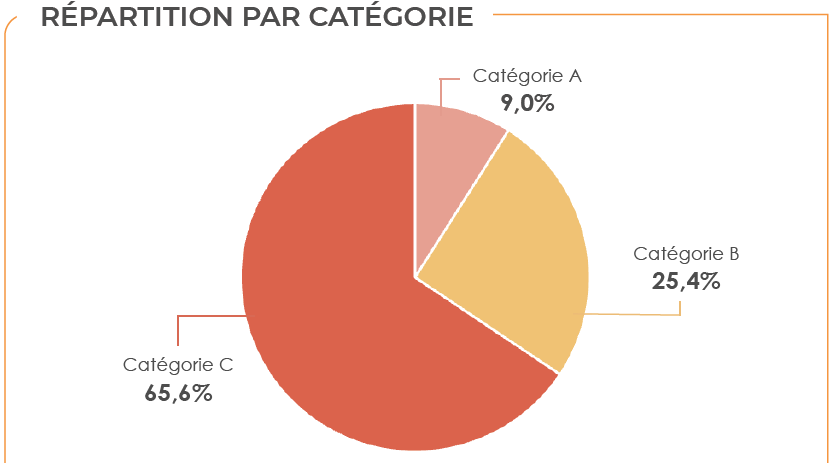 RÉPARTITION PAR CATÉGORIE
Catégorie A
9,0%
Catégorie B
25,4%
Catégorie C
65,6%